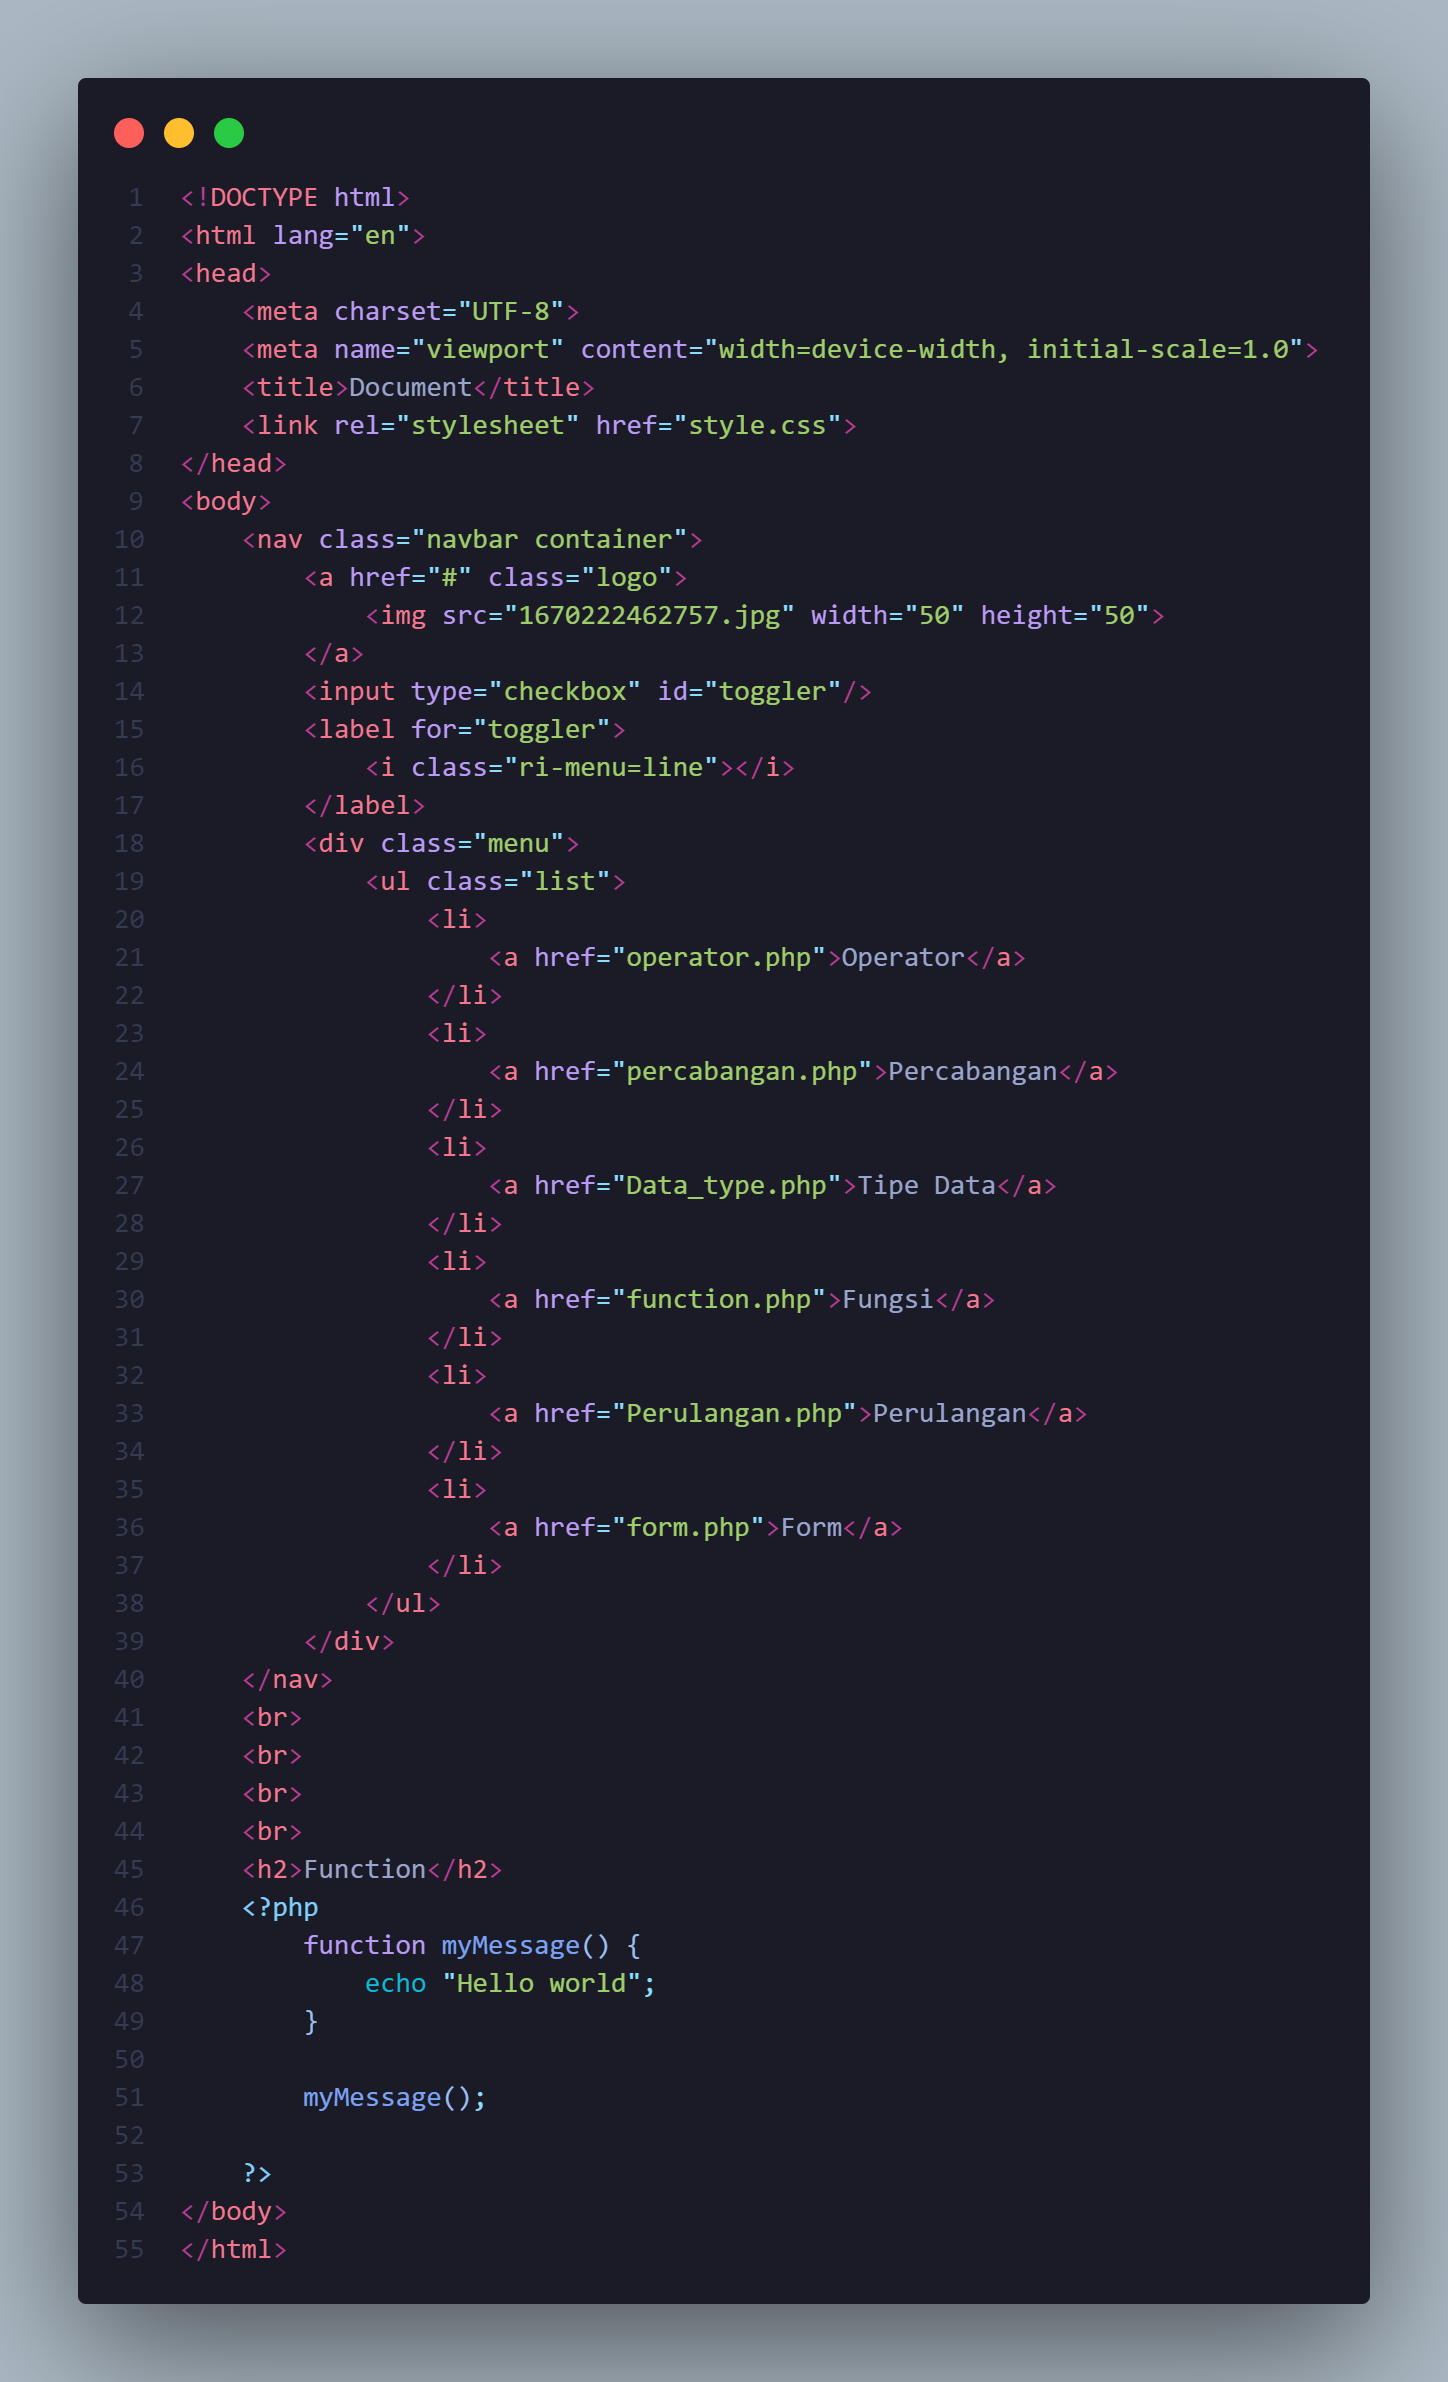 1 <!DOCTYPE html>
2 <html lang="en">
3 <head>
4     <meta charset="UTF-8">
5     <meta name="viewport" content="width=device-width, initial-scale=1.0">
6     <title>Document</title>
7     <link rel="stylesheet" href="style.css">
8 </head>
9 <body>
10     <nav class="navbar container">
11         <a href="#" class="logo">
12             <img src="1670222462757.jpg" width="50" height="50">
13         </a>
14         <input type="checkbox" id="toggler"/>
15         <label for="toggler">
16             <i class="ri-menu=line"></i>
17         </label>
18         <div class="menu">
19             <ul class="list">
20                 <li>
21                     <a href="operator.php">Operator</a>
22                 </li>
23                 <li>
24                     <a href="percabangan.php">Percabangan</a>
25                 </li>
26                 <li>
27                     <a href="Data_type.php">Tipe Data</a>
28                 </li>
29                 <li>
30                     <a href="function.php">Fungsi</a>
31                 </li>
32                 <li>
33                     <a href="Perulangan.php">Perulangan</a>
34                 </li>
35                 <li>
36                     <a href="form.php">Form</a>
37                 </li>
38             </ul>
39         </div>
40     </nav>
41     <br>
42     <br>
43     <br>
44     <br>
45     <h2>Function</h2>
46     <?php
47         function myMessage() {
48             echo "Hello world";
49         }
50
51         myMessage();
52
53     ?>
54 </body>
55 </html>